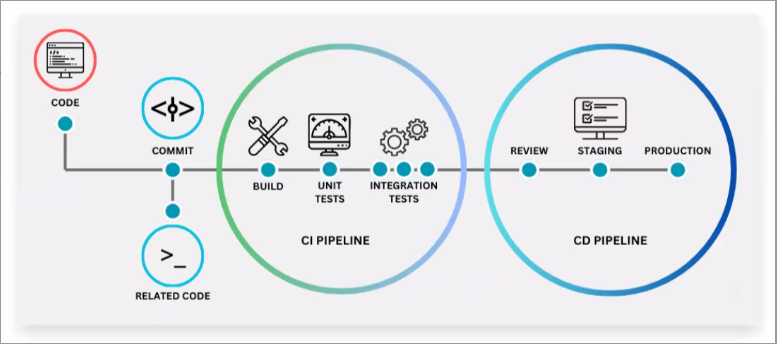 CODE
COMMIT
RELATED CODE
BUILD
UNIT
TESTS
INTEGRATION
TESTS
CI PIPELINE
REVIEW
STAGING
PRODUCTION
CD PIPELINE